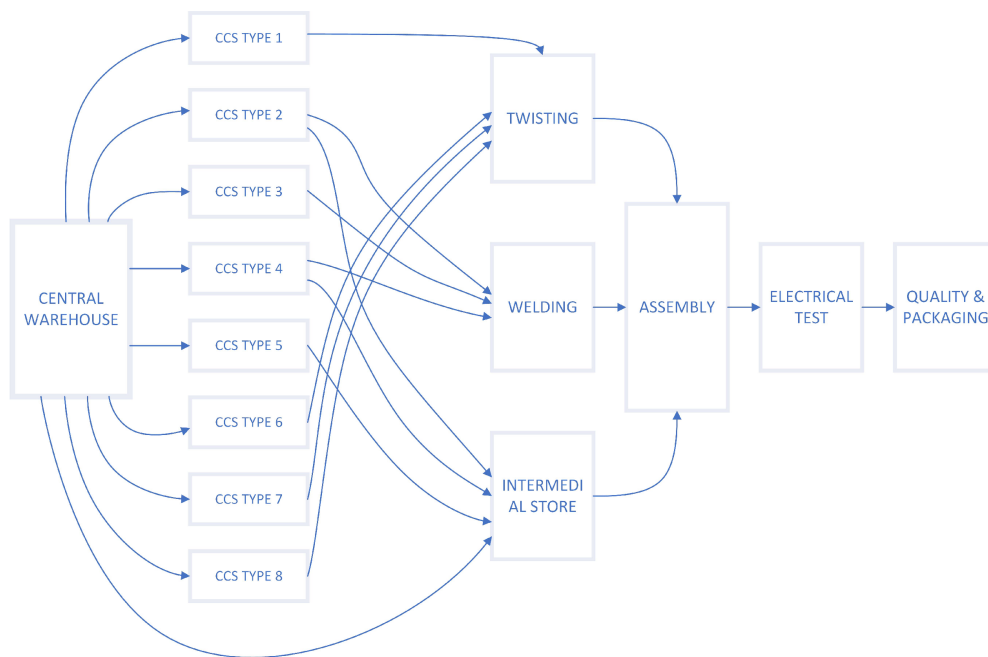 CCS TYPE 1
CCS TYPE 2
CCS TYPE 3
CCS TYPE 4
CCS TYPE 5
CCS TYPE 6
CCS TYPE 7
CCS TYPE 8
CENTRAL
WAREHOUSE
TWISTING
WELDING
INTERMEDI
AL STORE
ASSEMBLY
ELECTRICAL
TEST
QUALITY &
PACKAGING